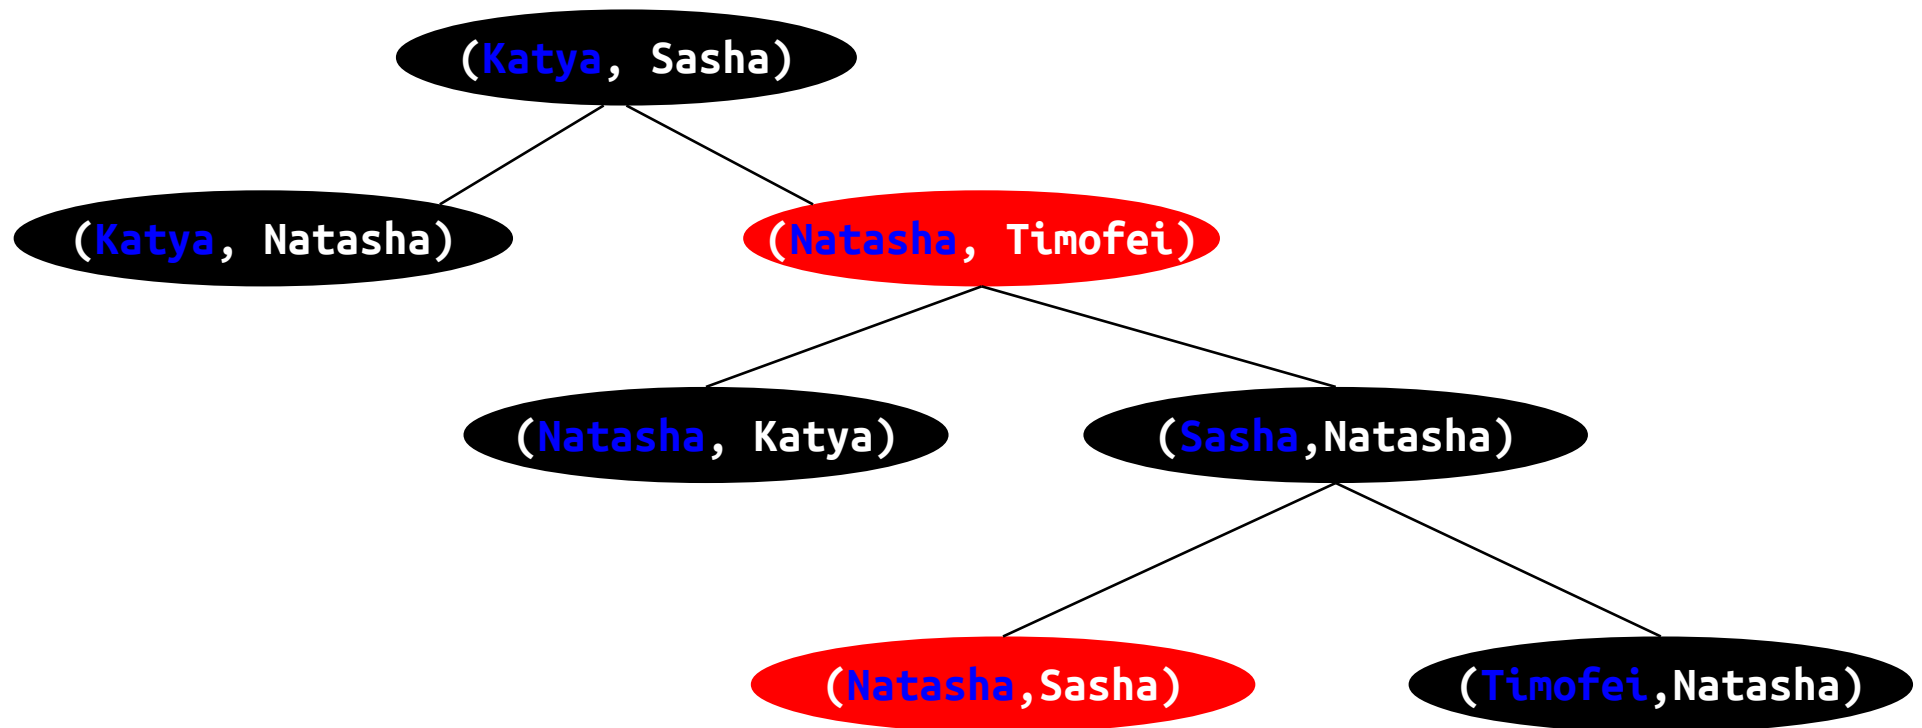 (Katya, Sasha)
(Katya, Natasha)
(Natasha, Timofei)
(Natasha, Katya)
(Sasha,Natasha)
(Natasha,Sasha)
(Timofei,Natasha)